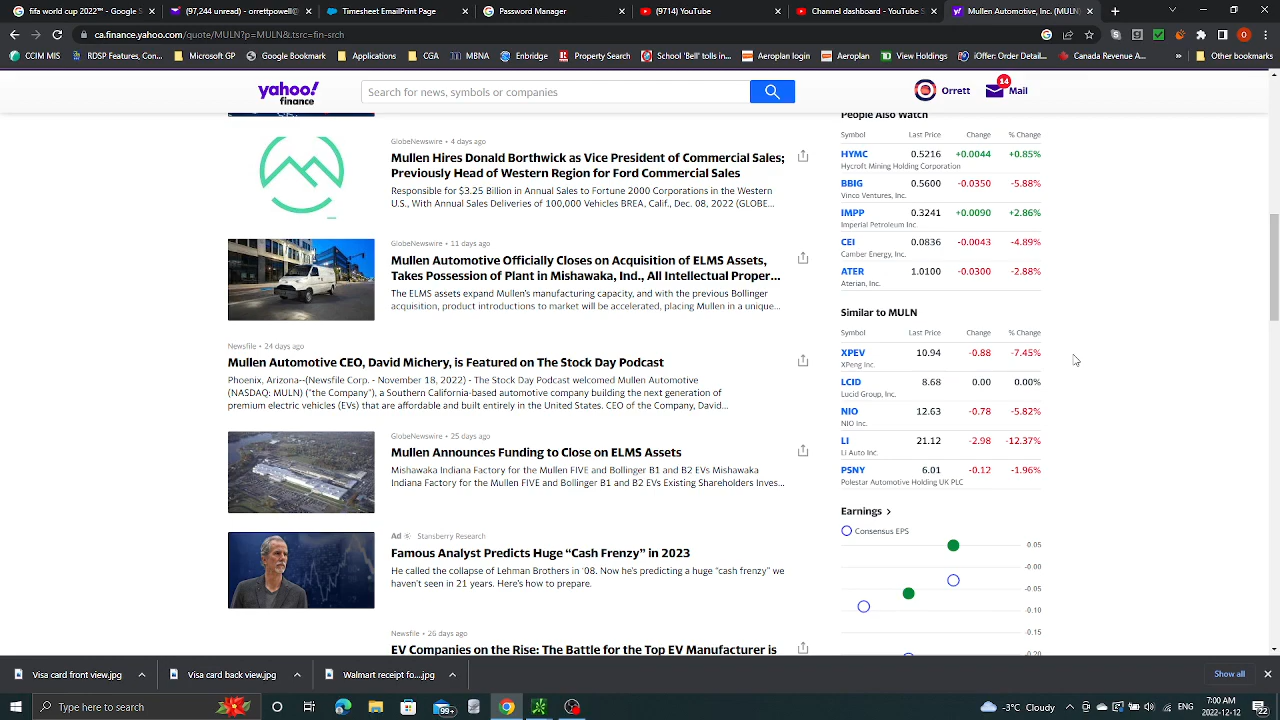 fifa world cup 2022™ - Google S
(97,244 unread) - orrettpowell@
Timesheet EmailPrint Page
Password Manager
(9714) YouTube
Channel dashboard - YouTube S
Mullen Automotive, Inc. (MULN)
ca.finance.yahoo.com/quote/MULN?p=MULN&.tsrc=fin-srch
CCIM MIS
RDSP Features Con...
Microsoft GP
Applications
CGA
MBNA
Enbridge
Property Search
School 'Bell' tolls in...
Aeroplan login
Aeroplan
View Holdings
iOffer: Order Detail...
Canada Revenue A...
»
Other bookmarks
yahoo!
finance
Search for news, symbols or companies
Orrett
14
Mail
GlobeNewswire • 4 days ago
Mullen Hires Donald Borthwick as Vice President of Commercial Sales;
Previously Head of Western Region for Ford Commercial Sales
Responsible for $3.25 Billion in Annual Sales to Fortune 2000 Corporations in the Western
U.S., With Annual Sales Deliveries of 100,000 Vehicles BREA, Calif., Dec. 08, 2022 (GLOBE...
GlobeNewswire • 11 days ago
Mullen Automotive Officially Closes on Acquisition of ELMS Assets,
Takes Possession of Plant in Mishawaka, Ind., All Intellectual Proper...
The ELMS assets expand Mullen's manufacturing capacity, and with the previous Bollinger
acquisition, product introductions to market will be accelerated, placing Mullen in a unique...
Newsfile • 24 days ago
Mullen Automotive CEO, David Michery, is Featured on The Stock Day Podcast
Phoenix, Arizona--(Newsfile Corp. - November 18, 2022) - The Stock Day Podcast welcomed Mullen Automotive
(NASDAQ: MULN) ("the Company"), a Southern California-based automotive company building the next generation of
premium electric vehicles (EVs) that are affordable and built entirely in the United States. CEO of the Company, David...
GlobeNewswire • 25 days ago
Mullen Announces Funding to Close on ELMS Assets
Mishawaka Indiana Factory for the Mullen FIVE and Bollinger B1 and B2 EVs Mishawaka
Indiana Factory for the Mullen FIVE and Bollinger B1 and B2 EVs Existing Shareholders Inves...
Ad Stansberry Research
Famous Analyst Predicts Huge “Cash Frenzy” in 2023
He called the collapse of Lehman Brothers in ‘08. Now he's predicting a huge “cash frenzy” we
haven't seen in 21 years. Here's how to prepare.
Newsfile • 26 days ago
EV Companies on the Rise: The Battle for the Top EV Manufacturer is
People Also Watch
Symbol Last Price Change % Change
HYMC 0.5216 +0.0044 +0.85%
Hycroft Mining Holding Corporation
BBIG 0.5600 -0.0350 -5.88%
Vinco Ventures, Inc.
IMPP 0.3241 +0.0090 +2.86%
Imperial Petroleum Inc.
CEI 0.0836 -0.0043 -4.89%
Camber Energy, Inc.
ATER 1.0100 -0.0300 -2.88%
Aterian, Inc.
Similar to MULN
Symbol Last Price Change % Change
XPEV 10.94 -0.88 -7.45%
XPeng Inc.
LCID 8.68 0.00 0.00%
Lucid Group, Inc.
NIO 12.63 -0.78 -5.82%
NIO Inc.
LI 21.12 -2.98 -12.37%
Li Auto Inc.
PSNY 6.01 -0.12 -1.96%
Polestar Automotive Holding UK PLC
Earnings >
Consensus EPS
0.05
-0.00
-0.05
-0.10
-0.15
-0.20
Visa card front view.jpg
Visa card back view.jpg
Walmart receipt fo....jpg
Show all
Type here to search
-3°C Cloudy
ENG
7:00 AM
2022-12-12